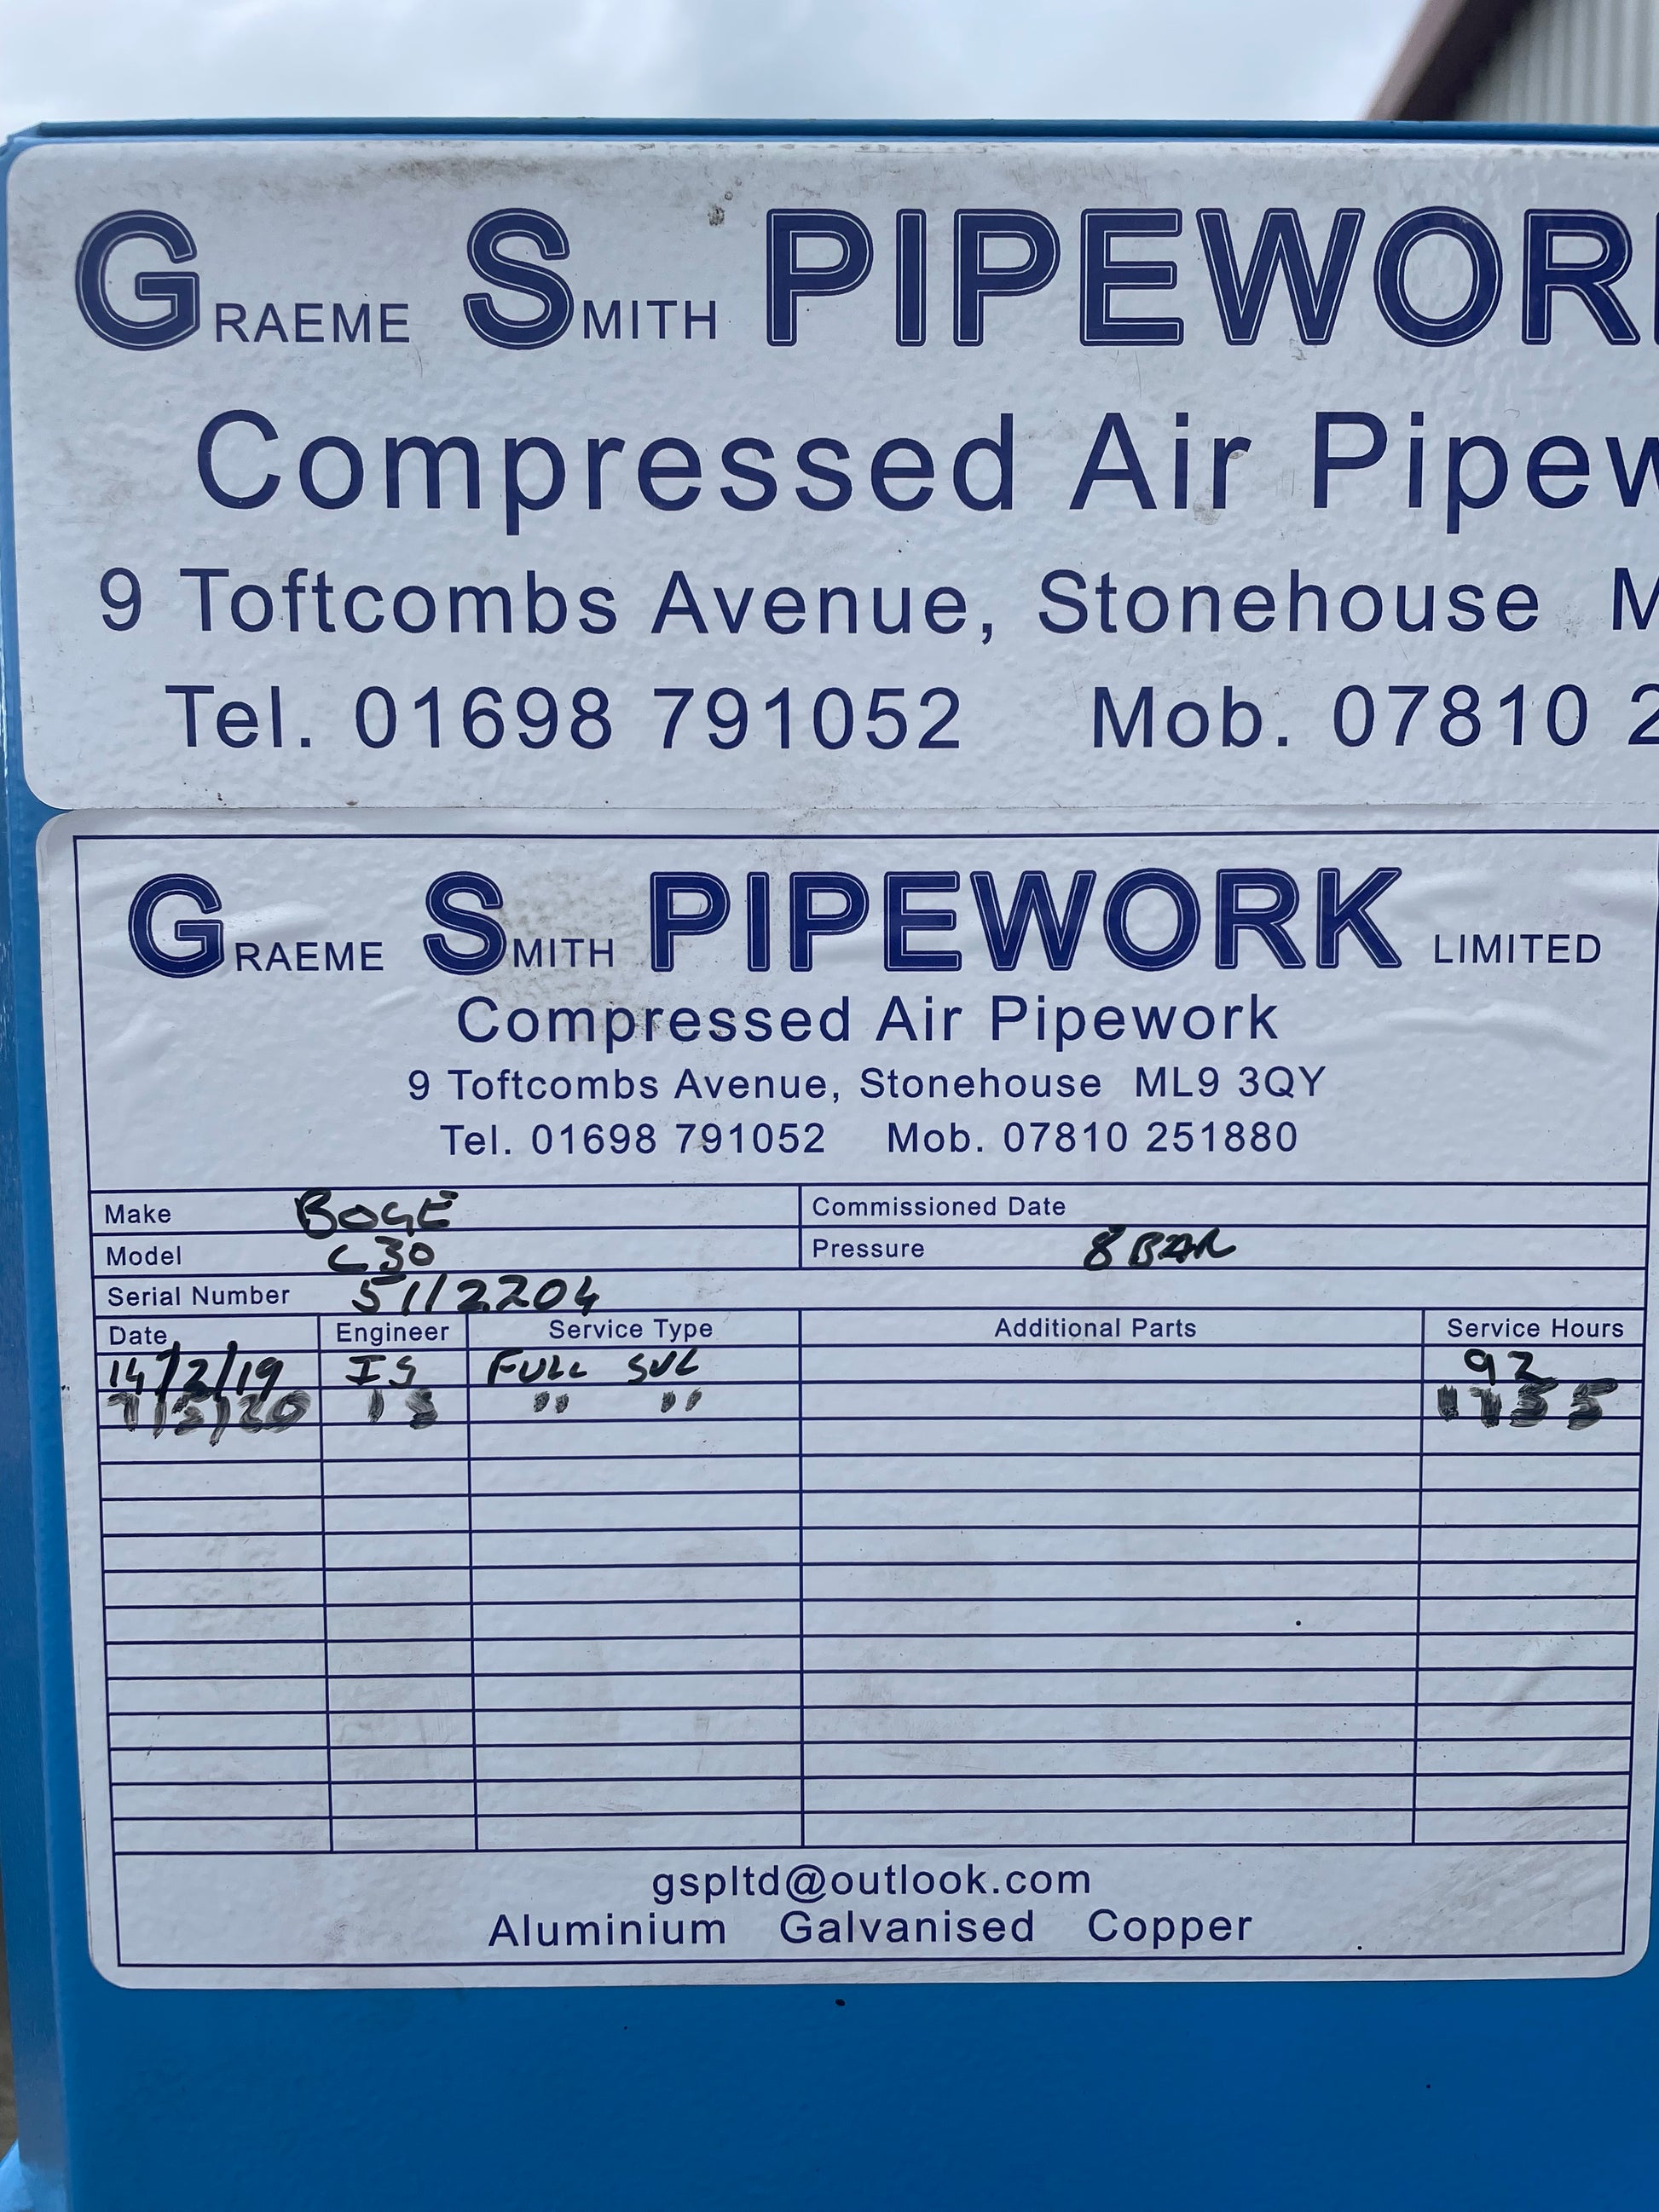 GRAEME SMITH PIPEWOR
Compressed Air Pipew
9 Toftcombs Avenue, Stonehouse M
Tel. 01698 791052 Mob. 07810 2
GRAEME SMITH PIPEWORK LIMITED
Compressed Air Pipework
9 Toftcombs Avenue, Stonehouse ML9 3QY
Tel. 01698 791052 Mob. 07810 251880
Make BOGE Commissioned Date
Model C30 Pressure 8 BAR
Serial Number 5112204
Date Engineer Service Type Additional Parts Service Hours
14/2/19 IS FULL SVC 92
IS " " " "
gspltd@outlook.com
Aluminium Galvanised Copper